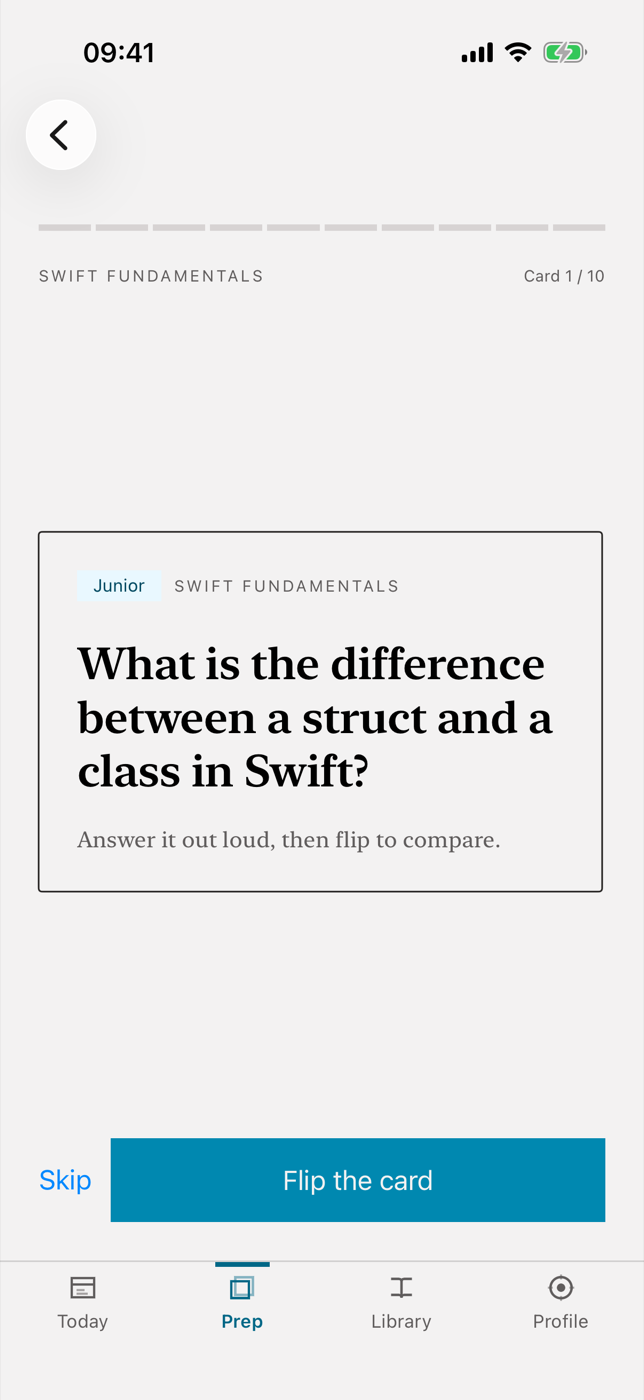 09:41
SWIFT FUNDAMENTALS
Card 1 / 10
Junior
SWIFT FUNDAMENTALS
What is the difference
between a struct and a
class in Swift?
Answer it out loud, then flip to compare.
Skip
Flip the card
Today
Prep
Library
Profile